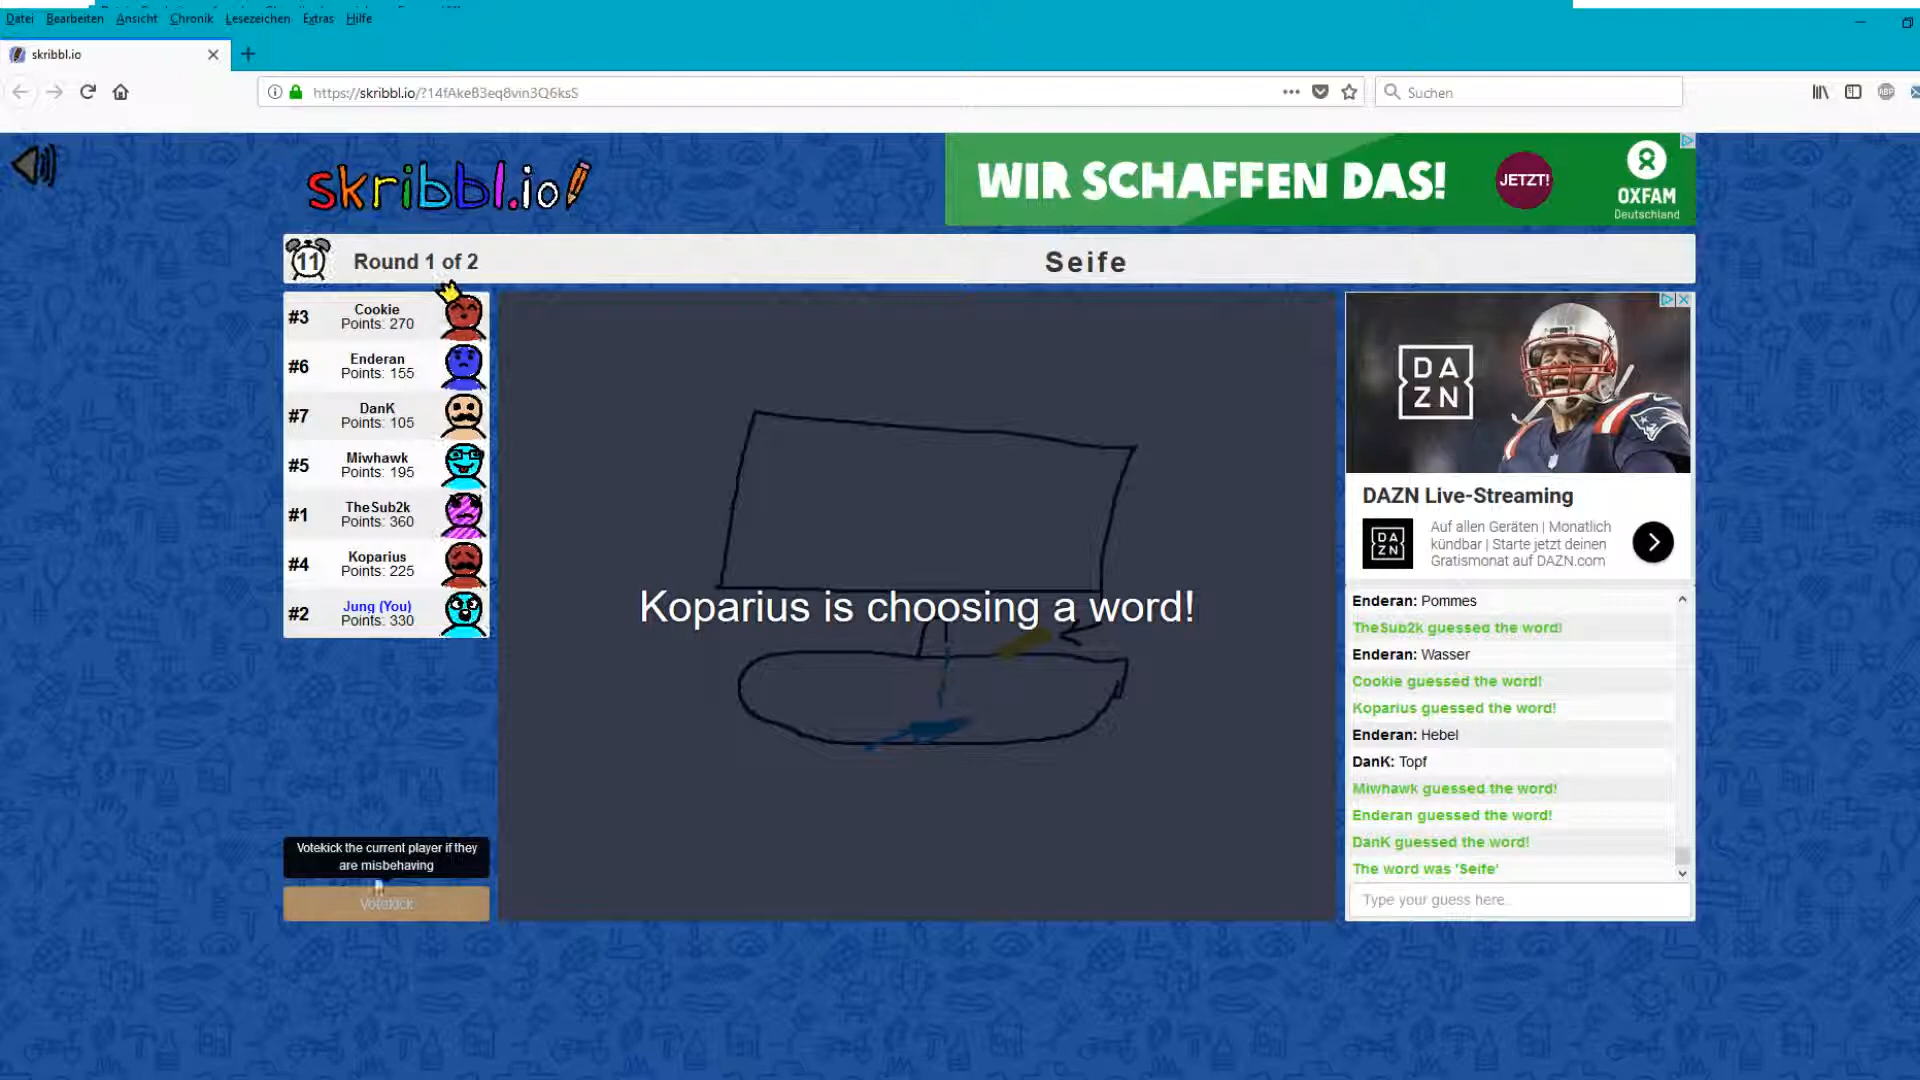 Datei Bearbeiten Ansicht Chronik Lesezeichen Extras Hilfe
skribbl.io
https://skribbl.io/?14fAkeB3eq8vin3Q6ksS
Suchen
ABP
skribbl.io
WIR SCHAFFEN DAS!
JETZT!
OXFAM
Deutschland
11
Round 1 of 2
Seife
#3
Cookie
Points: 270
#6
Enderan
Points: 155
#7
DanK
Points: 105
#5
Miwhawk
Points: 195
#1
TheSub2k
Points: 360
#4
Koparius
Points: 225
#2
Jung (You)
Points: 330
Votekick the current player if they
are misbehaving
Votekick
Koparius is choosing a word!
DA
ZN
DAZN Live-Streaming
DA
ZN
Auf allen Geräten | Monatlich
kündbar | Starte jetzt deinen
Gratismonat auf DAZN.com
Enderan: Pommes
TheSub2k guessed the word!
Enderan: Wasser
Cookie guessed the word!
Koparius guessed the word!
Enderan: Hebel
DanK: Topf
Miwhawk guessed the word!
Enderan guessed the word!
DanK guessed the word!
The word was 'Seife'
Type your guess here..